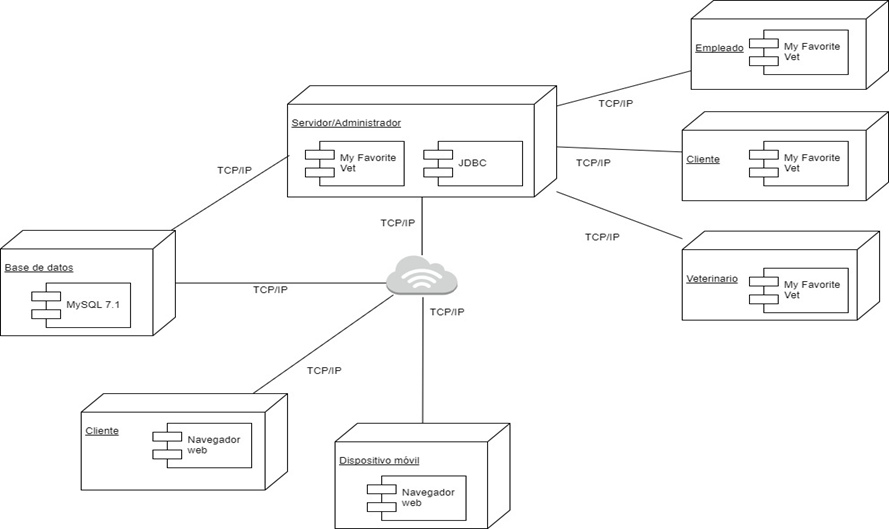 Empleado
My Favorite
Vet
TCP/IP
Servidor/Administrador
My Favorite
Vet
JDBC
TCP/IP
Cliente
My Favorite
Vet
TCP/IP
TCP/IP
TCP/IP
Veterinario
My Favorite
Vet
Base de datos
MySQL 7.1
TCP/IP
TCP/IP
TCP/IP
Cliente
Navegador
web
Dispositivo móvil
Navegador
web